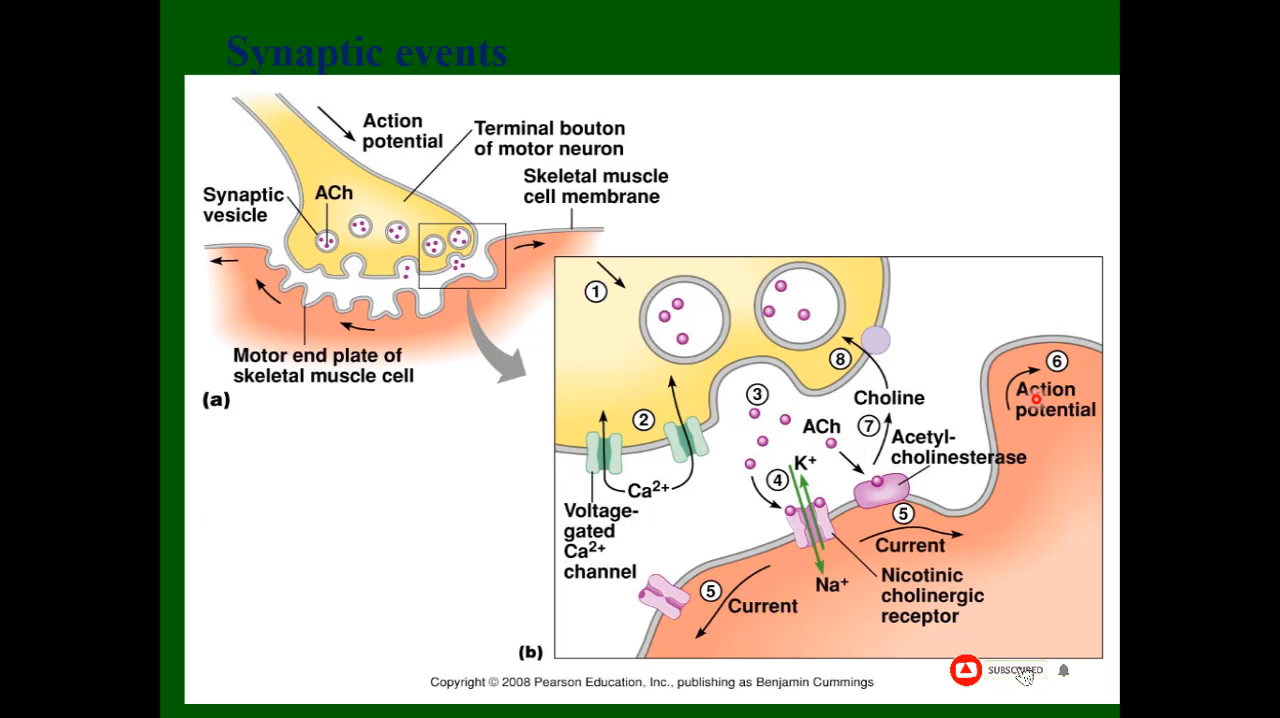 Synaptic events
Action
potential
Terminal bouton
of motor neuron
Skeletal muscle
cell membrane
Synaptic
vesicle
ACh
Motor end plate of
skeletal muscle cell
(a)
1
2
3
8
Choline
6
Action
potential
ACh
7
Acetyl-
cholinesterase
K+
4
Ca2+
Voltage-
gated
Ca2+
channel
5
Current
Na+
Nicotinic
cholinergic
receptor
5
Current
(b)
SUBSCRIBED
Copyright © 2008 Pearson Education, Inc., publishing as Benjamin Cummings